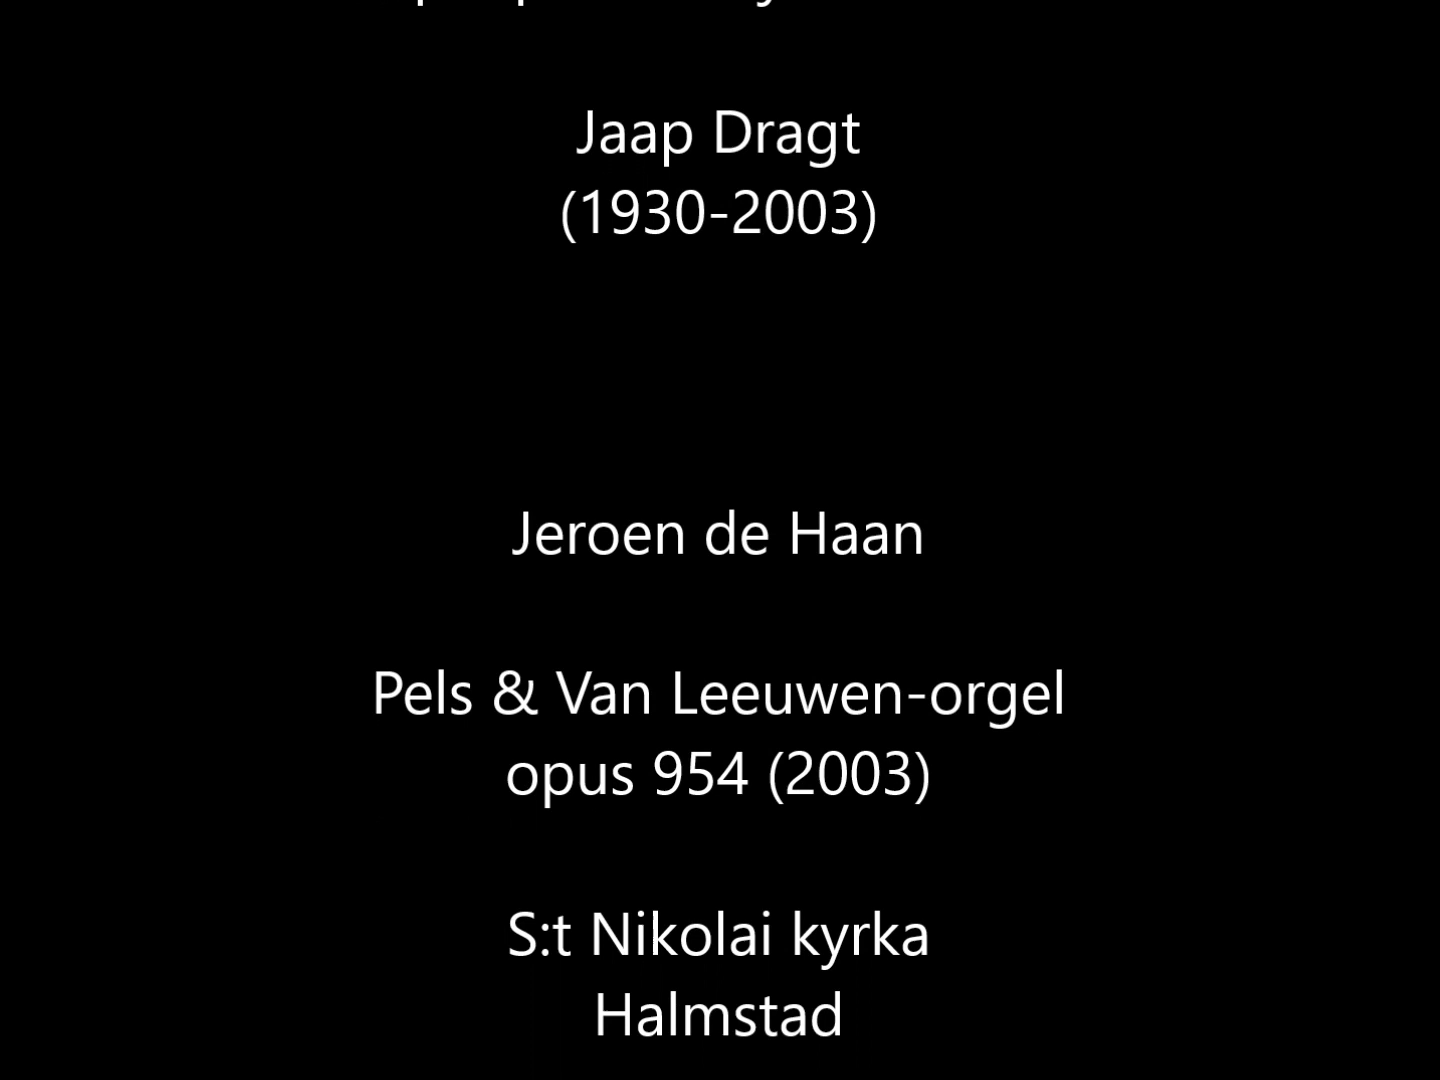 Jaap Dragt
(1930-2003)
Jeroen de Haan
Pels & Van Leeuwen-orgel
opus 954 (2003)
S:t Nikolai kyrka
Halmstad